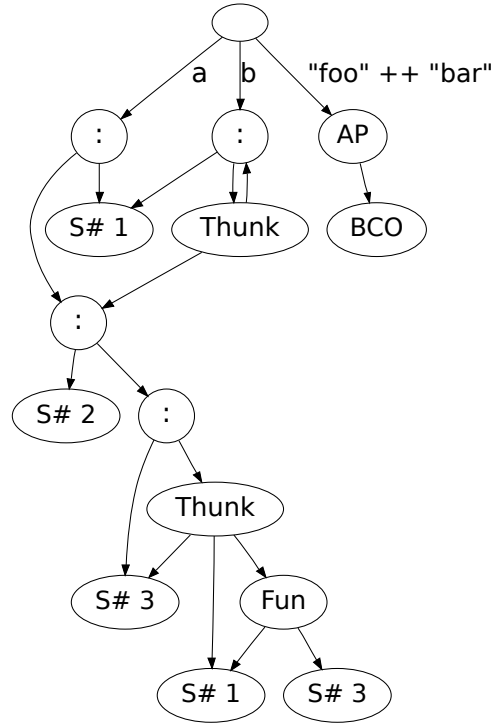 a b "foo" ++ "bar"
: : AP
S# 1 Thunk BCO
:
S# 2 :
Thunk
S# 3 Fun
S# 1 S# 3